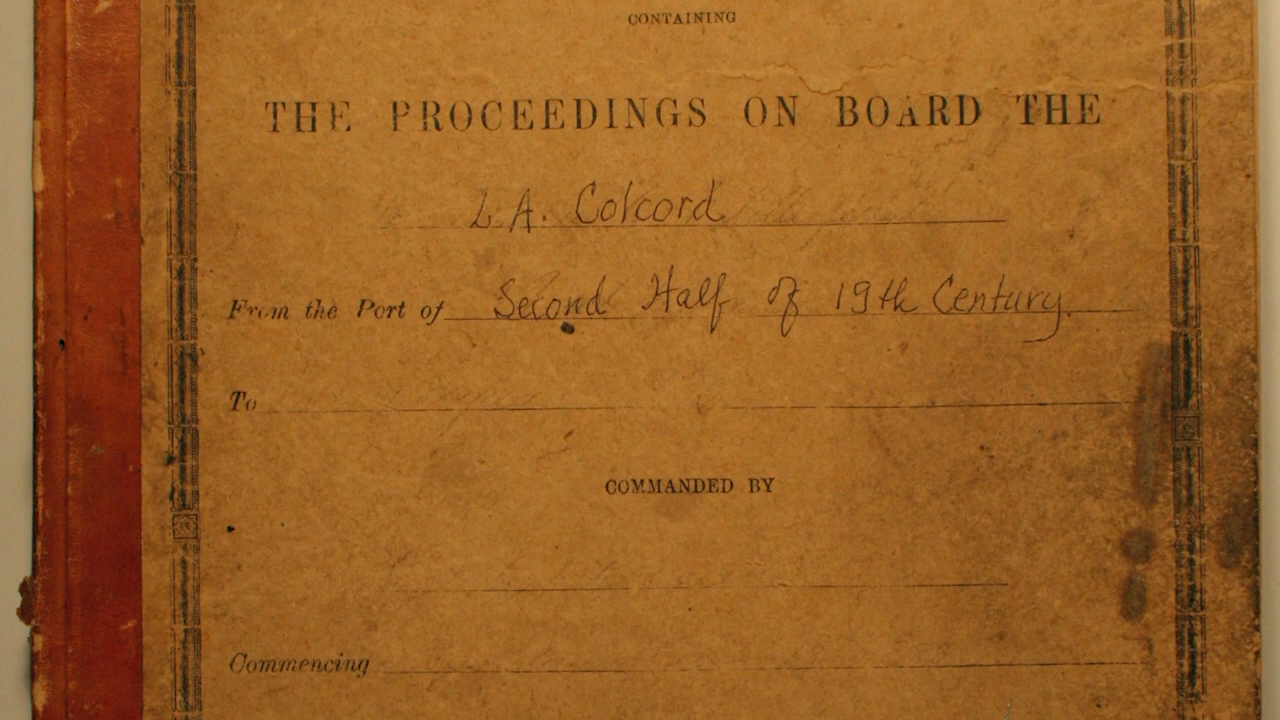 CONTAINING
THE PROCEEDINGS ON BOARD THE
L A. Colcord
From the Port of Second Half of 19th Century.
To
COMMANDED BY
Commencing